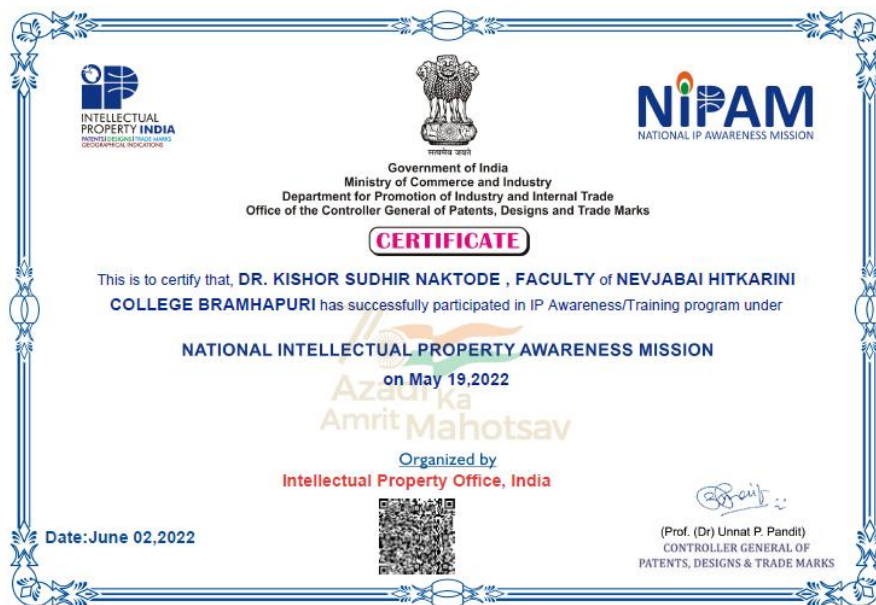 iP
INTELLECTUAL
PROPERTY INDIA
PATENTS | DESIGNS | TRADE MARKS
GEOGRAPHICAL INDICATIONS
सत्यमेव जयते
NiPAM
NATIONAL IP AWARENESS MISSION
Government of India
Ministry of Commerce and Industry
Department for Promotion of Industry and Internal Trade
Office of the Controller General of Patents, Designs and Trade Marks
CERTIFICATE
This is to certify that, DR. KISHOR SUDHIR NAKTODE , FACULTY of NEVJABAI HITKARINI
COLLEGE BRAMHAPURI has successfully participated in IP Awareness/Training program under
NATIONAL INTELLECTUAL PROPERTY AWARENESS MISSION
on May 19,2022
Azadi Ka
Amrit Mahotsav
Organized by
Intellectual Property Office, India
Date:June 02,2022
(Prof. (Dr) Unnat P. Pandit)
CONTROLLER GENERAL OF
PATENTS, DESIGNS & TRADE MARKS